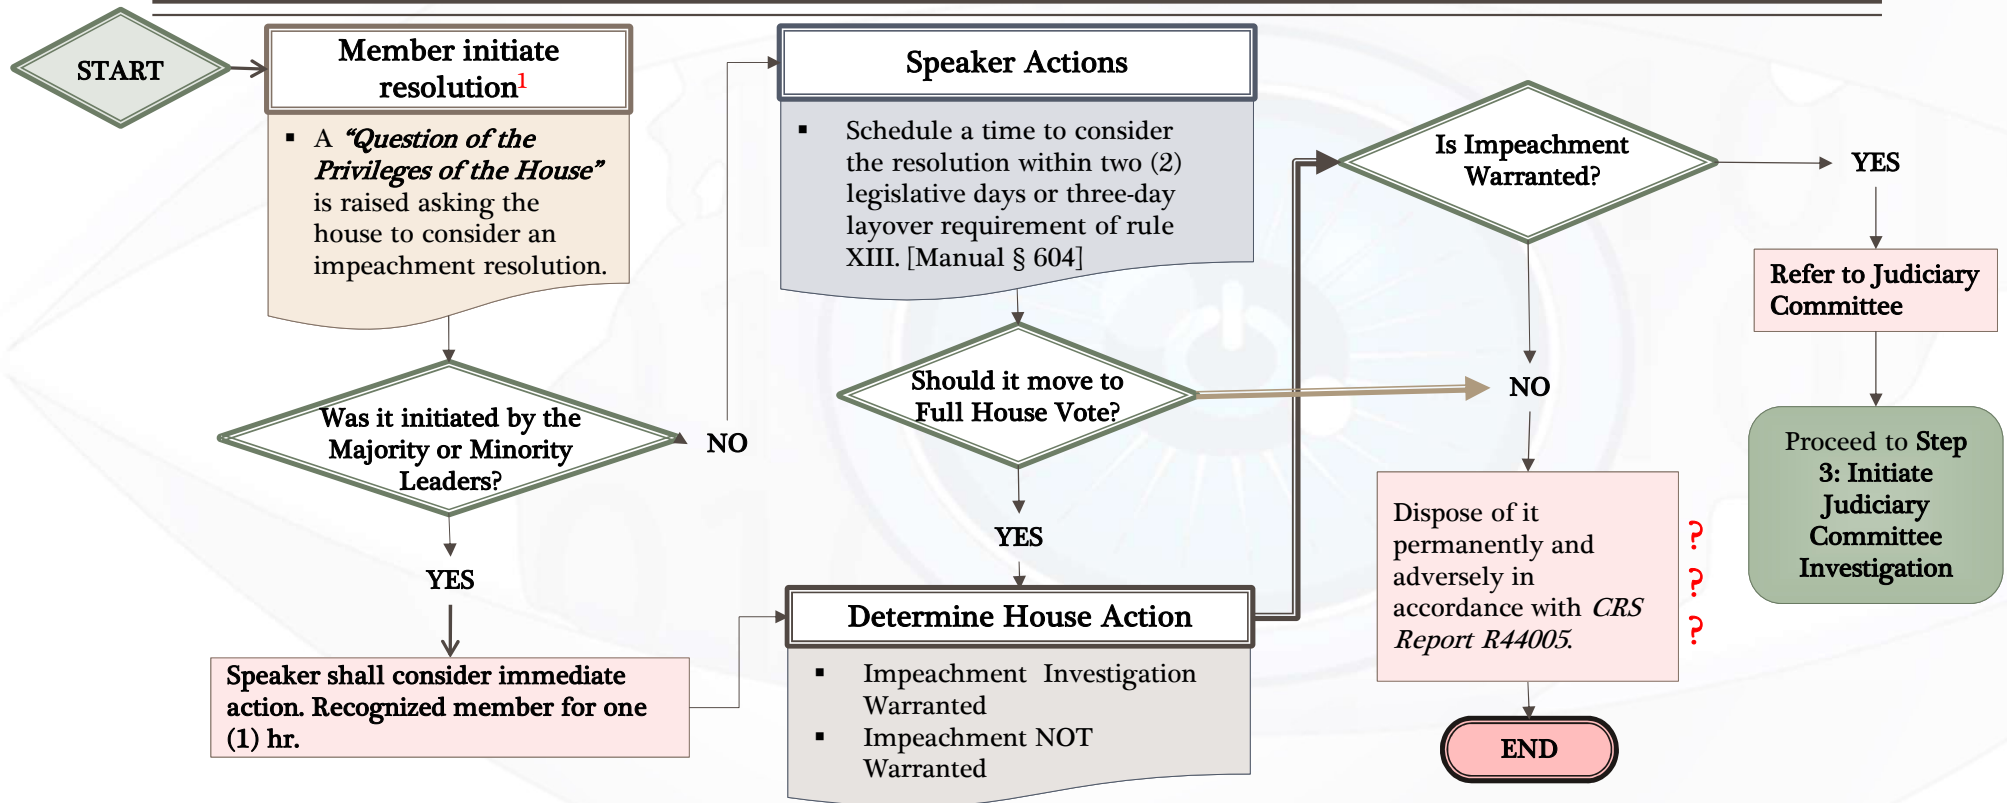 START
Member initiate
resolution1
▪ A “Question of the
Privileges of the House”
is raised asking the
house to consider an
impeachment resolution.
Was it initiated by the
Majority or Minority
Leaders?
NO
YES
Speaker shall consider immediate
action. Recognized member for one
(1) hr.
Speaker Actions
▪ Schedule a time to consider
the resolution within two (2)
legislative days or three-day
layover requirement of rule
XIII. [Manual § 604]
Should it move to
Full House Vote?
YES
Determine House Action
▪ Impeachment Investigation
Warranted
▪ Impeachment NOT
Warranted
Is Impeachment
Warranted?
NO
Dispose of it
permanently and
adversely in
accordance with CRS
Report R44005.
?
?
?
END
YES
Refer to Judiciary
Committee
Proceed to Step
3: Initiate
Judiciary
Committee
Investigation